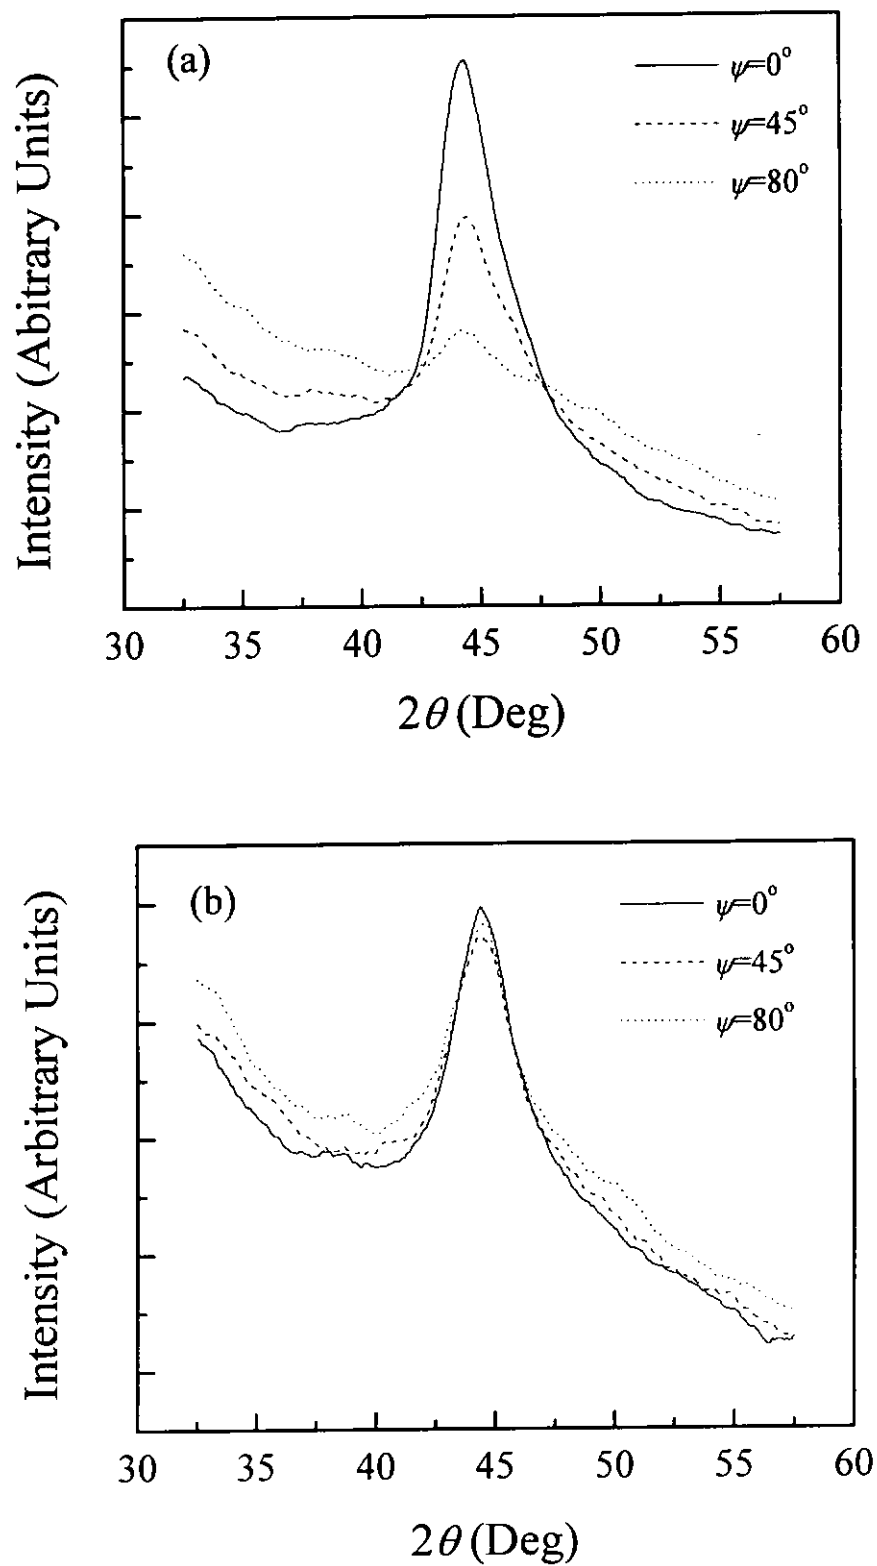 (a)
ψ=0°
ψ=45°
ψ=80°
Intensity (Abitrary Units)
30 35 40 45 50 55 60
2θ (Deg)
(b)
ψ=0°
ψ=45°
ψ=80°
Intensity (Arbitrary Units)
30 35 40 45 50 55 60
2θ (Deg)